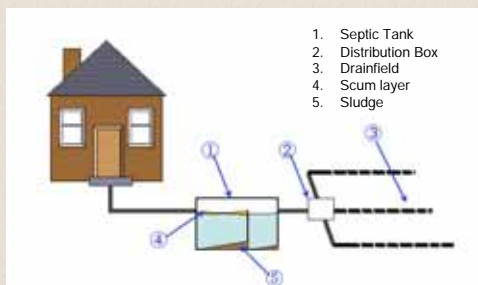 1. Septic Tank
2. Distribution Box
3. Drainfield
4. Scum layer
5. Sludge
①
②
③
④
⑤